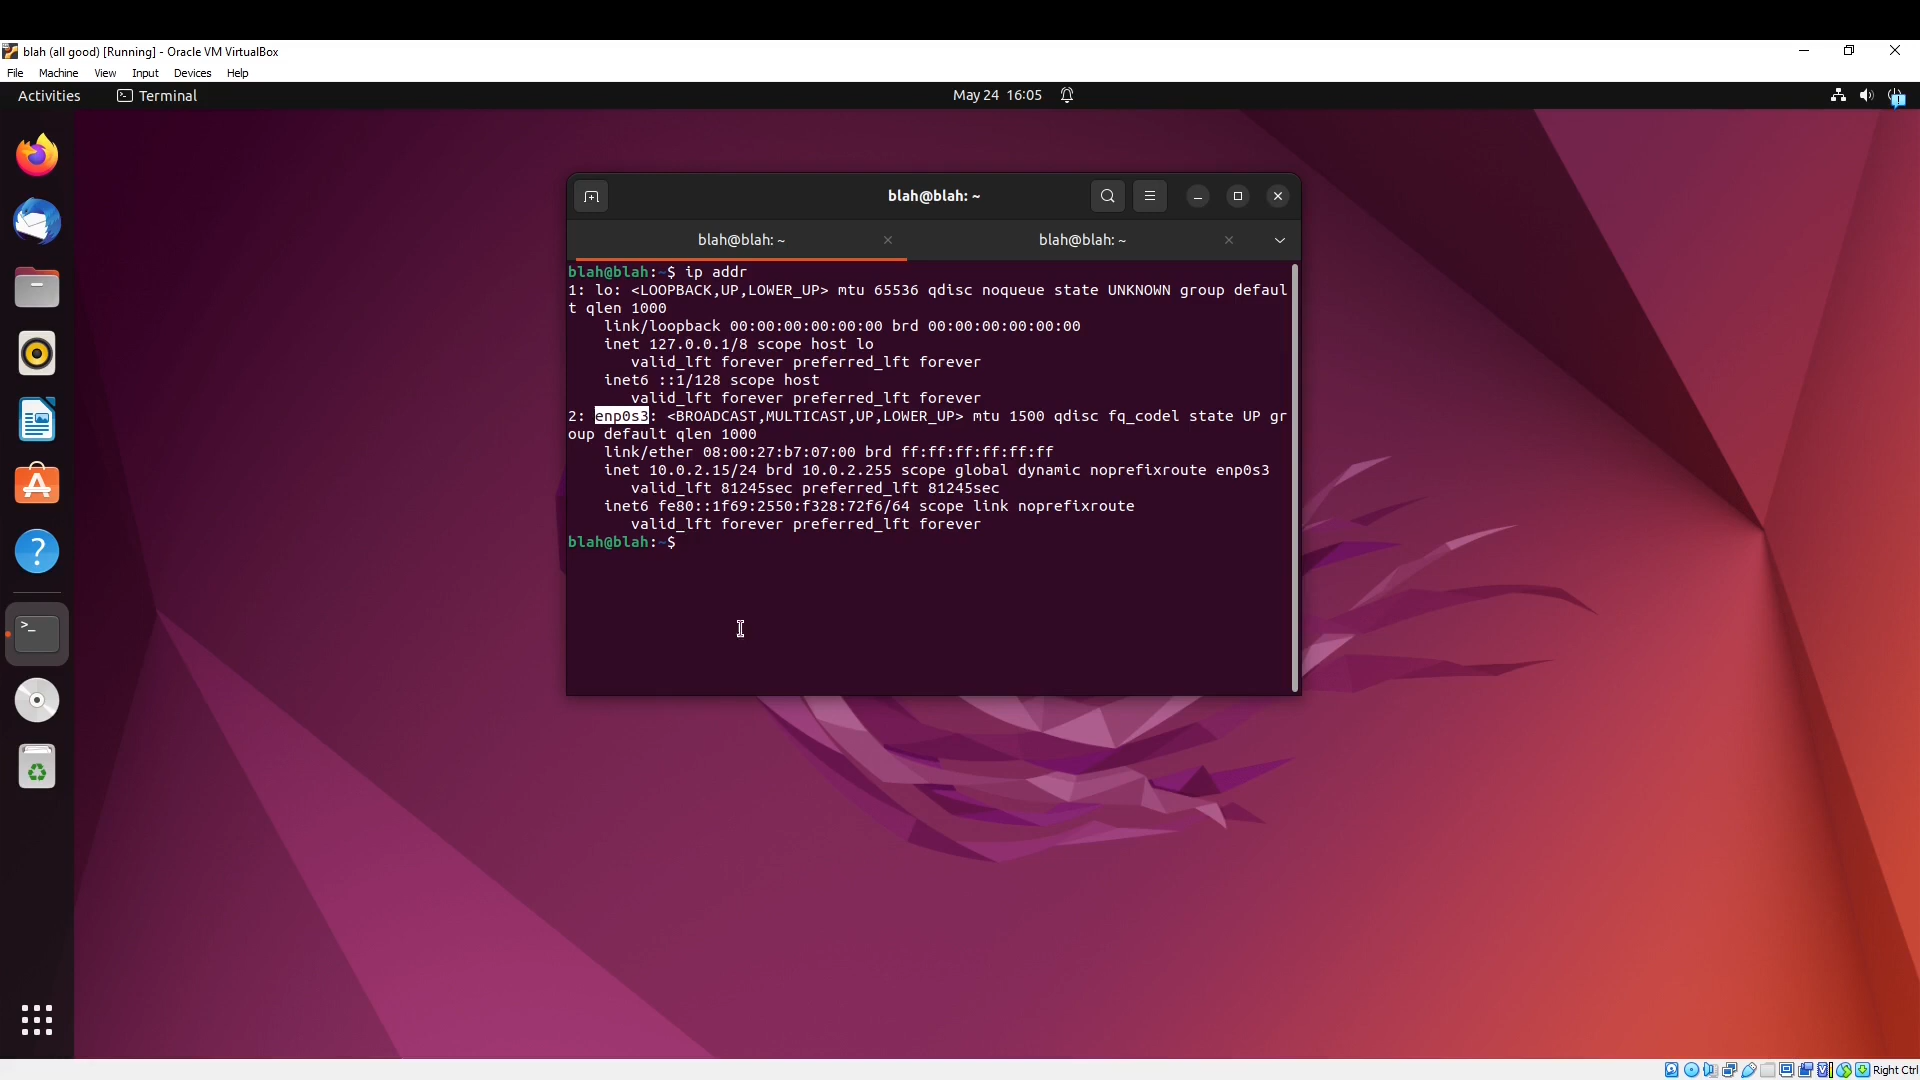 blah (all good) [Running] - Oracle VM VirtualBox
File Machine View Input Devices Help
Activities Terminal May 24 16:05
blah@blah: ~
blah@blah: ~ blah@blah: ~
blah@blah:~$ ip addr
1: lo: <LOOPBACK,UP,LOWER_UP> mtu 65536 qdisc noqueue state UNKNOWN group defaul
t qlen 1000
link/loopback 00:00:00:00:00:00 brd 00:00:00:00:00:00
inet 127.0.0.1/8 scope host lo
valid_lft forever preferred_lft forever
inet6 ::1/128 scope host
valid_lft forever preferred_lft forever
2: enp0s3: <BROADCAST,MULTICAST,UP,LOWER_UP> mtu 1500 qdisc fq_codel state UP gr
oup default qlen 1000
link/ether 08:00:27:b7:07:00 brd ff:ff:ff:ff:ff:ff
inet 10.0.2.15/24 brd 10.0.2.255 scope global dynamic noprefixroute enp0s3
valid_lft 81245sec preferred_lft 81245sec
inet6 fe80::1f69:2550:f328:72f6/64 scope link noprefixroute
valid_lft forever preferred_lft forever
blah@blah:~$
Right Ctrl